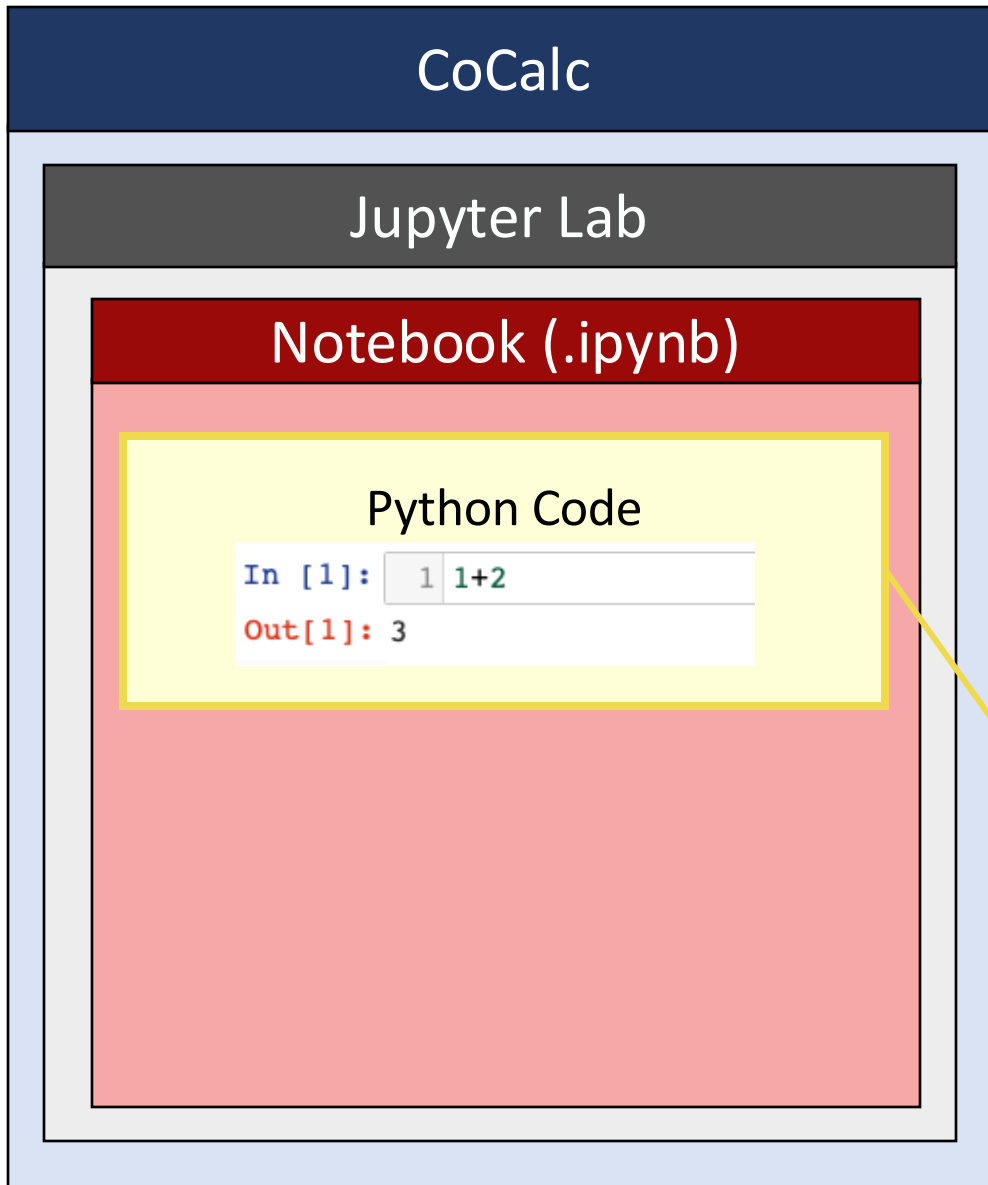 CoCalc
Jupyter Lab
Notebook (.ipynb)
Python Code
In [1]: 1 1+2
Out[1]: 3